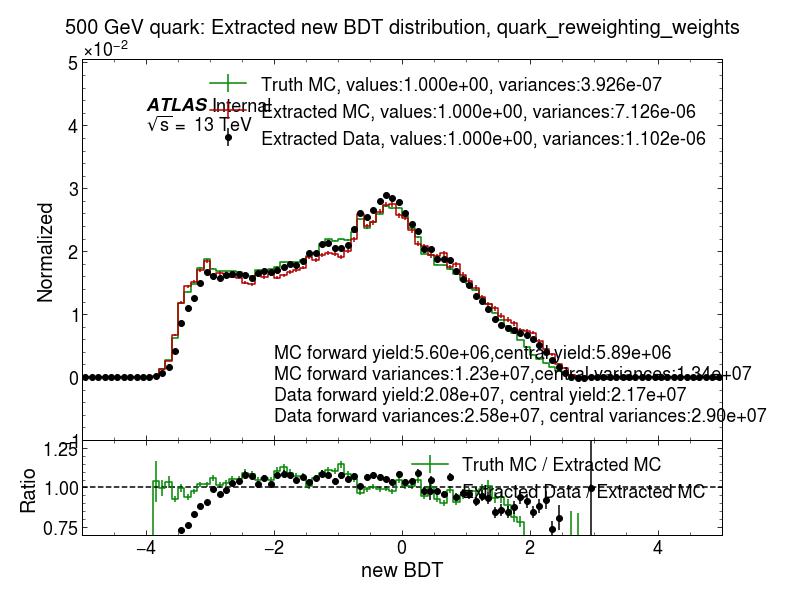 500 GeV quark: Extracted new BDT distribution, quark_reweighting_weights
×10−2
Truth MC, values:1.000e+00, variances:3.926e-07
ATLAS Internal
Extracted MC, values:1.000e+00, variances:7.126e-06
√s = 13 TeV
Extracted Data, values:1.000e+00, variances:1.102e-06
5
4
3
2
1
0
−1
Normalized
MC forward yield:5.60e+06,central yield:5.89e+06
MC forward variances:1.23e+07,central variances:1.34e+07
Data forward yield:2.08e+07, central yield:2.17e+07
Data forward variances:2.58e+07, central variances:2.90e+07
1.25
1.00
0.75
Ratio
Truth MC / Extracted MC
Extracted Data / Extracted MC
−4 −2 0 2 4
new BDT